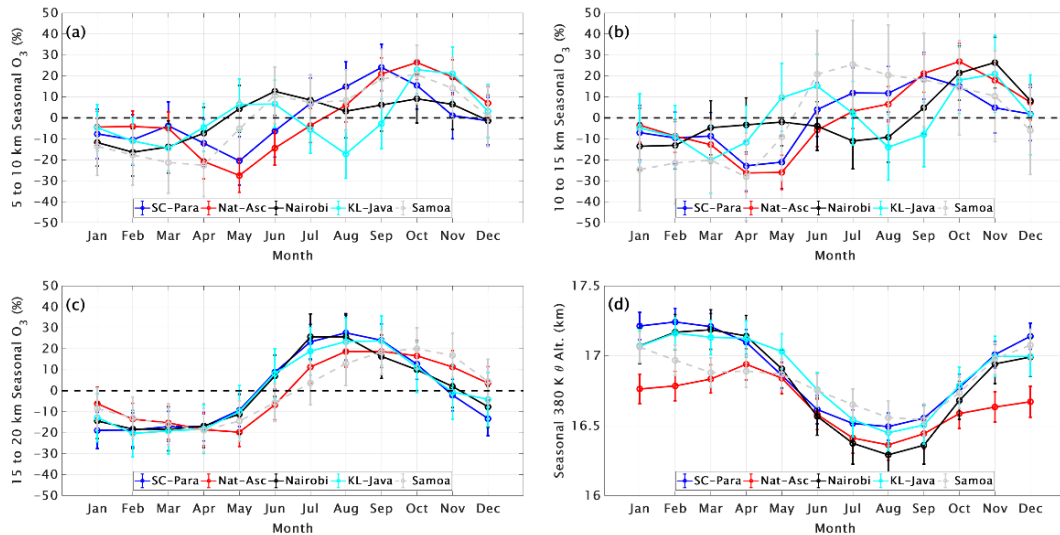 (a)
5 to 10 km Seasonal O3 (%)
50
40
30
20
10
0
−10
−20
−30
−40
−50
SC-Para Nat-Asc Nairobi KL-Java Samoa
Jan Feb Mar Apr May Jun Jul Aug Sep Oct Nov Dec
Month
(b)
10 to 15 km Seasonal O3 (%)
50
40
30
20
10
0
−10
−20
−30
−40
−50
SC-Para Nat-Asc Nairobi KL-Java Samoa
Jan Feb Mar Apr May Jun Jul Aug Sep Oct Nov Dec
Month
(c)
15 to 20 km Seasonal O3 (%)
50
40
30
20
10
0
−10
−20
−30
−40
−50
SC-Para Nat-Asc Nairobi KL-Java Samoa
Jan Feb Mar Apr May Jun Jul Aug Sep Oct Nov Dec
Month
(d)
Seasonal 380 K θ Alt. (km)
17.5
17
16.5
16
SC-Para Nat-Asc Nairobi KL-Java Samoa
Jan Feb Mar Apr May Jun Jul Aug Sep Oct Nov Dec
Month